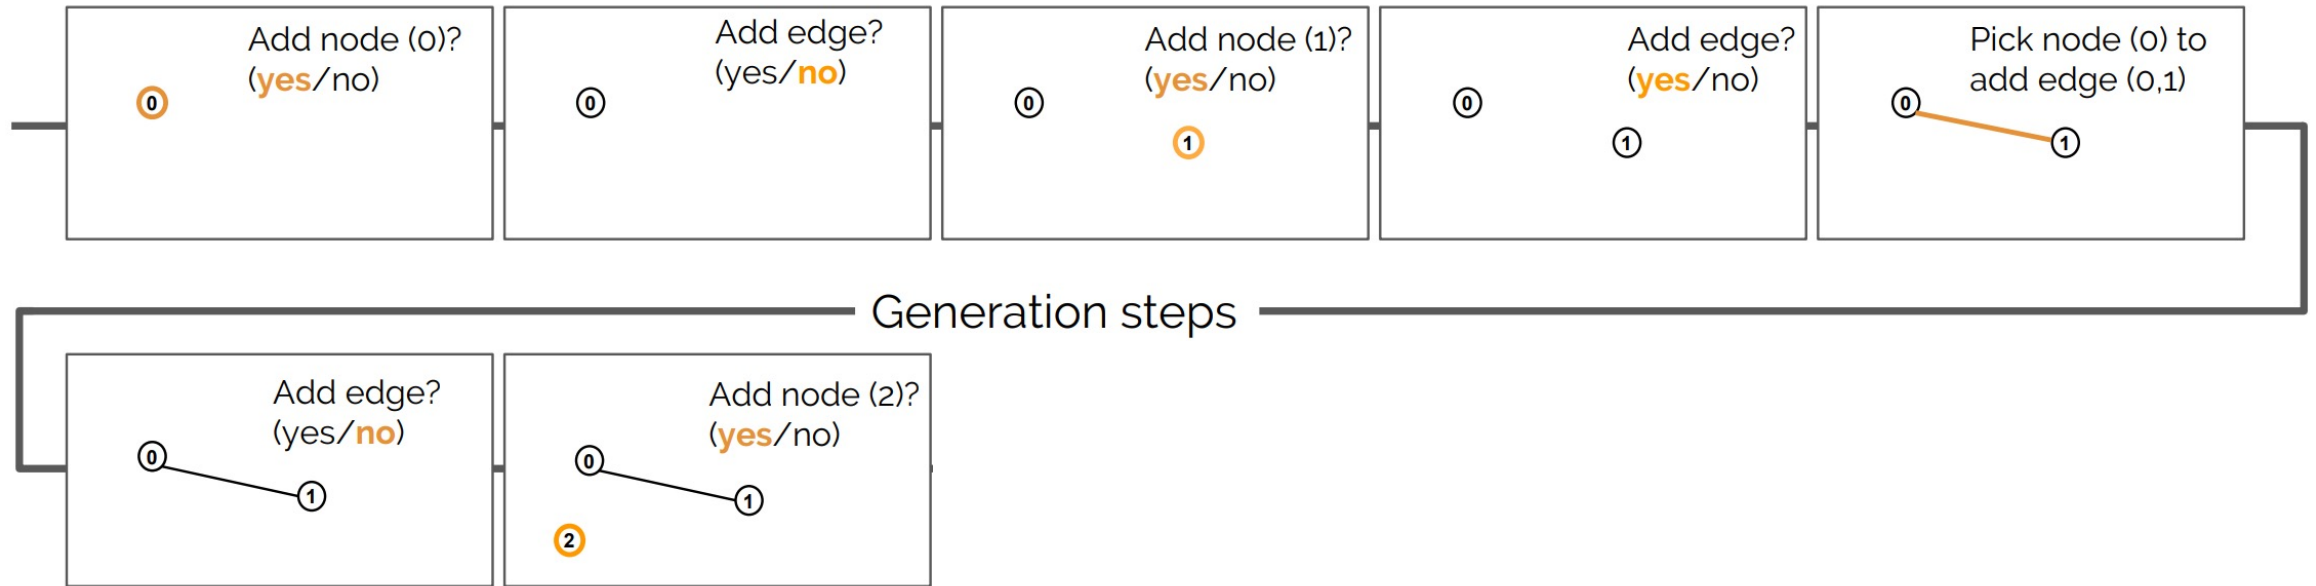 Add node (0)?
(yes/no)
0
Add edge?
(yes/no)
0
Add node (1)?
(yes/no)
0
1
Add edge?
(yes/no)
0
1
Pick node (0) to
add edge (0,1)
0
1
Generation steps
Add edge?
(yes/no)
0
1
Add node (2)?
(yes/no)
0
1
2